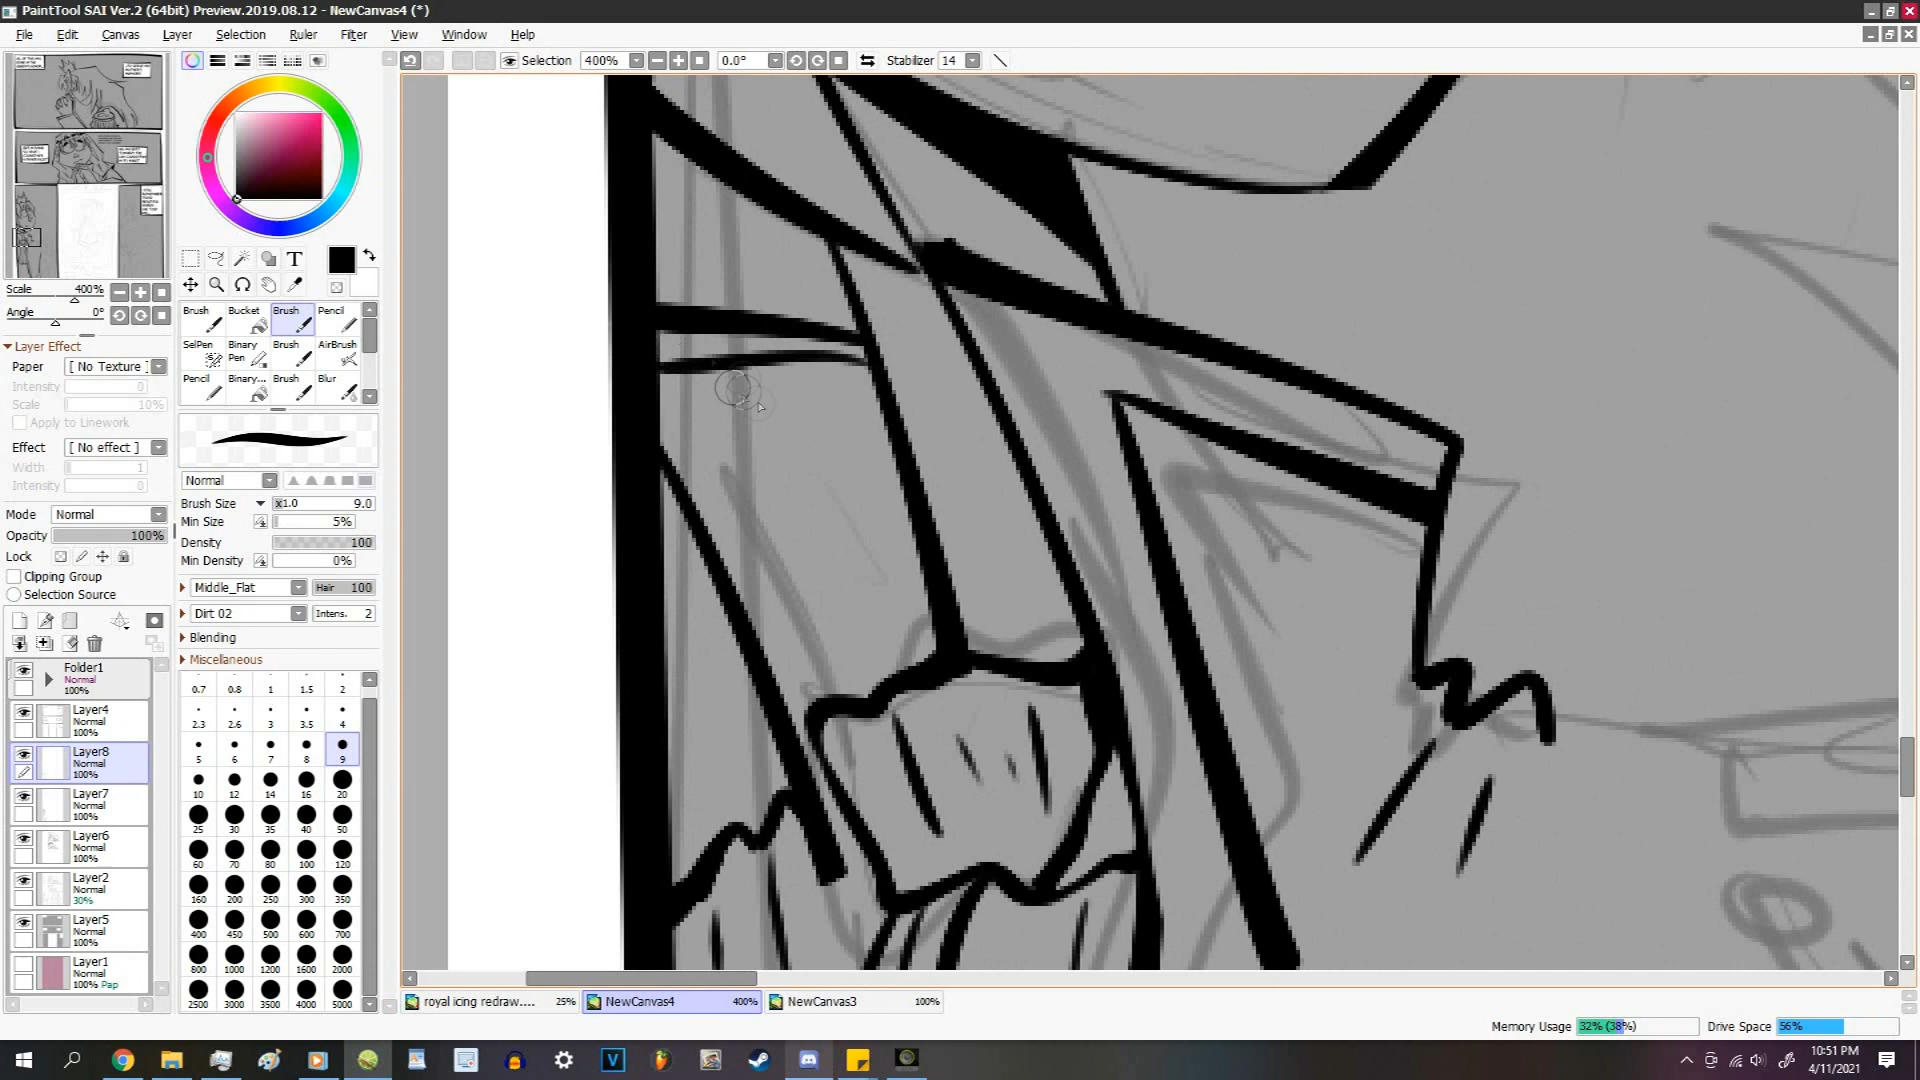 PaintTool SAI Ver.2 (64bit) Preview.2019.08.12 - NewCanvas4 (*)
File Edit Canvas Layer Selection Ruler Filter View Window Help
Selection 400% 0.0° Stabilizer 14
Scale 400%
Angle 0°
Layer Effect
Paper [ No Texture ]
Intensity 0
Scale 10%
Apply to Linework
Effect [ No effect ]
Width 1
Intensity 0
Mode Normal
Opacity 100%
Lock
Clipping Group
Selection Source
Folder1
Normal
100%
Layer4
Normal
100%
Layer8
Normal
100%
Layer7
Normal
100%
Layer6
Normal
100%
Layer2
Normal
30%
Layer5
Normal
100%
Layer1
Normal
100% Pap
T
Brush Bucket Brush Pencil
SelPen Binary Pen Brush AirBrush
Pencil Binary... Brush Blur
Normal
Brush Size x1.0 9.0
Min Size 5%
Density 100
Min Density 0%
Middle_Flat Hair 100
Dirt 02 Intens. 2
Blending
Miscellaneous
0.7 0.8 1 1.5 2
2.3 2.6 3 3.5 4
5 6 7 8 9
10 12 14 16 20
25 30 35 40 50
60 70 80 100 120
160 200 250 300 350
400 450 500 600 700
800 1000 1200 1600 2000
2500 3000 3500 4000 5000
royal icing redraw.... 25% NewCanvas4 400% NewCanvas3 100%
Memory Usage 32% (38%) Drive Space 56%
10:51 PM
4/11/2021